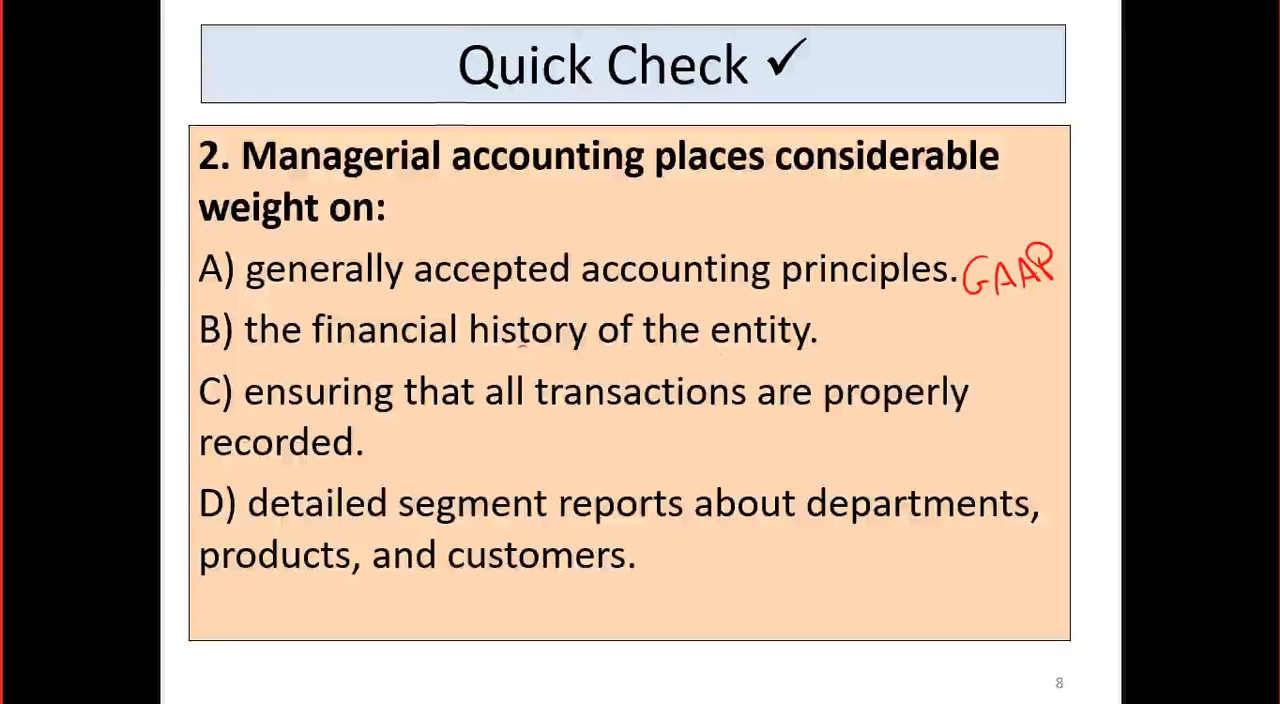 Quick Check ✓
2. Managerial accounting places considerable
weight on:
A) generally accepted accounting principles. GAAP
B) the financial history of the entity.
C) ensuring that all transactions are properly
recorded.
D) detailed segment reports about departments,
products, and customers.
8